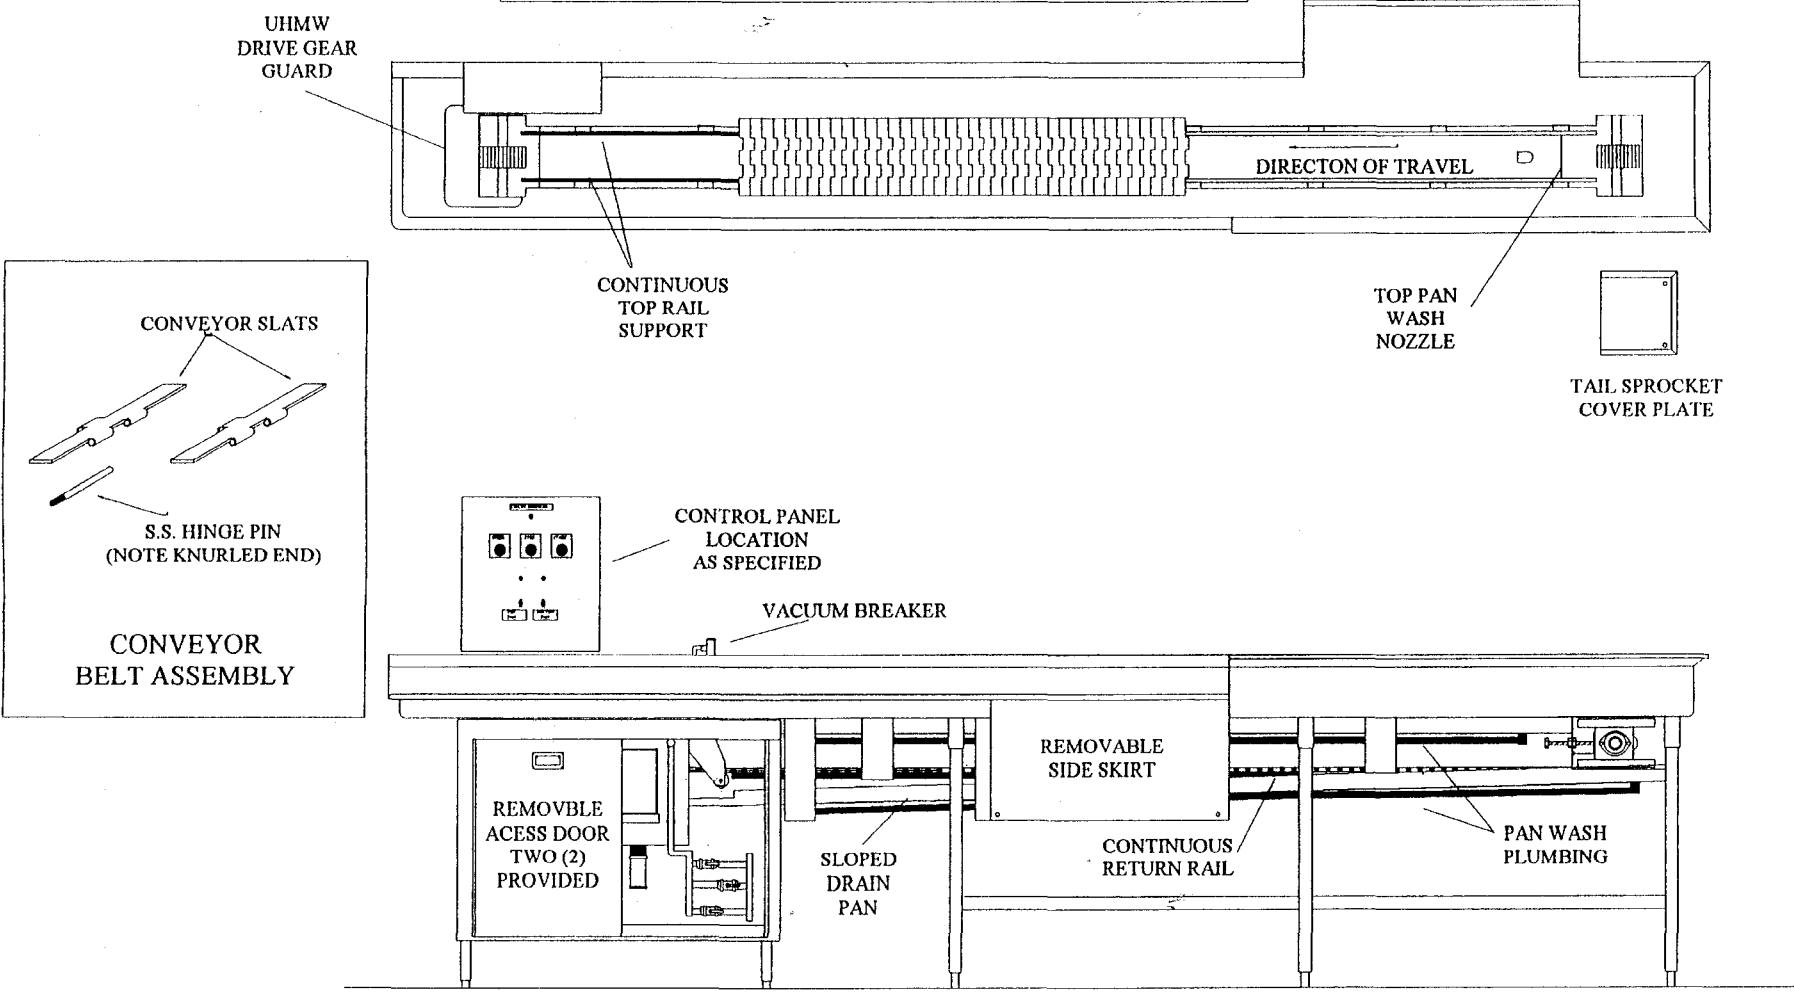 UHMW
DRIVE GEAR
GUARD
DIRECTON OF TRAVEL
CONTINUOUS
TOP RAIL
SUPPORT
TOP PAN
WASH
NOZZLE
TAIL SPROCKET
COVER PLATE
CONVEYOR SLATS
S.S. HINGE PIN
(NOTE KNURLED END)
CONVEYOR
BELT ASSEMBLY
CONTROL PANEL
LOCATION
AS SPECIFIED
VACUUM BREAKER
REMOVABLE
SIDE SKIRT
REMOVBLE
ACESS DOOR
TWO (2)
PROVIDED
SLOPED
DRAIN
PAN
CONTINUOUS
RETURN RAIL
PAN WASH
PLUMBING